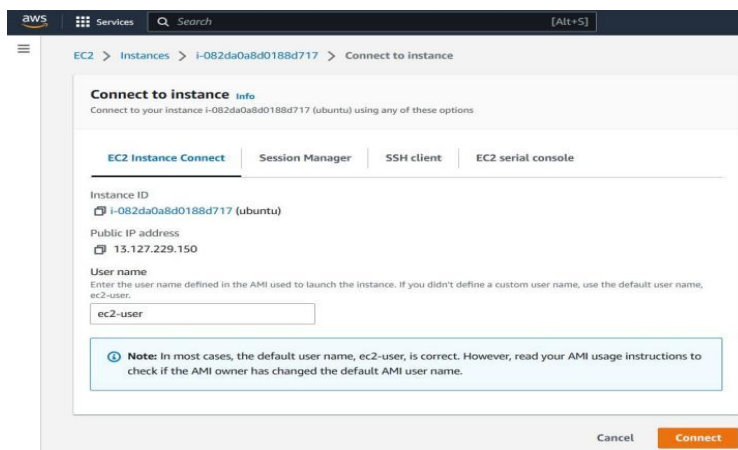 aws Services Search [Alt+S]
EC2 > Instances > i-082da0a8d0188d717 > Connect to instance
Connect to instance Info
Connect to your instance i-082da0a8d0188d717 (ubuntu) using any of these options
EC2 Instance Connect Session Manager SSH client EC2 serial console
Instance ID
i-082da0a8d0188d717 (ubuntu)
Public IP address
13.127.229.150
User name
Enter the user name defined in the AMI used to launch the instance. If you didn't define a custom user name, use the default user name,
ec2-user.
ec2-user
Note: In most cases, the default user name, ec2-user, is correct. However, read your AMI usage instructions to
check if the AMI owner has changed the default AMI user name.
Cancel Connect